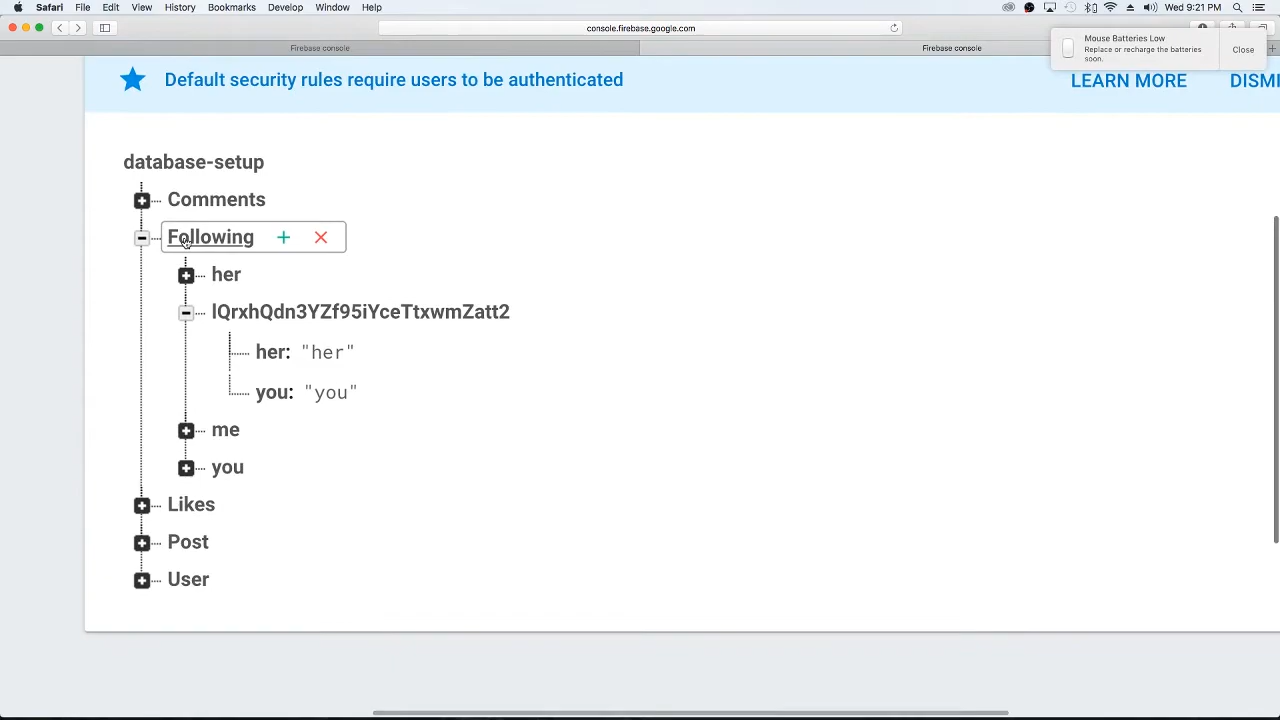 Safari File Edit View History Bookmarks Develop Window Help Wed 9:21 PM
console.firebase.google.com
Firebase console Firebase console
Mouse Batteries Low
Replace or recharge the batteries
soon.
Close
Default security rules require users to be authenticated LEARN MORE DISMI
database-setup
Comments
Following
her
lQrxhQdn3YZf95iYceTtxwmZatt2
her: "her"
you: "you"
me
you
Likes
Post
User